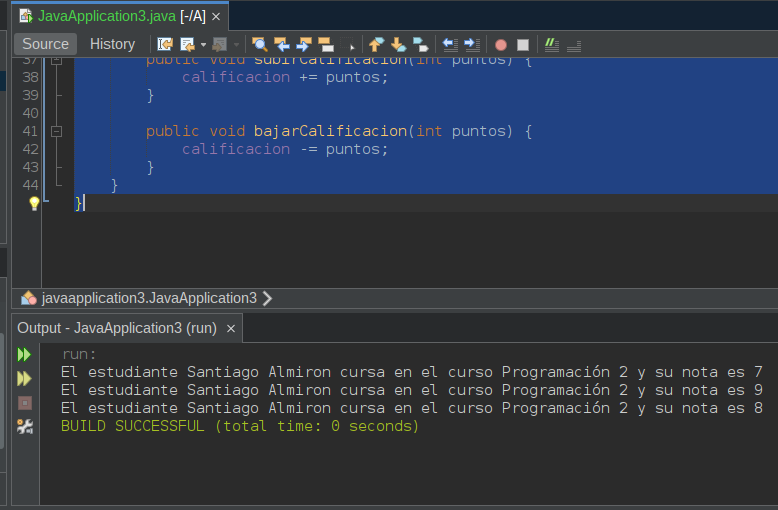 JavaApplication3.java [-/A] ×
Source History
37 public void subirCalificacion(int puntos) {
38 calificacion += puntos;
39 }
40
41 public void bajarCalificacion(int puntos) {
42 calificacion -= puntos;
43 }
44 }
}
javaapplication3.JavaApplication3
Output - JavaApplication3 (run) ×
run:
El estudiante Santiago Almiron cursa en el curso Programación 2 y su nota es 7
El estudiante Santiago Almiron cursa en el curso Programación 2 y su nota es 9
El estudiante Santiago Almiron cursa en el curso Programación 2 y su nota es 8
BUILD SUCCESSFUL (total time: 0 seconds)